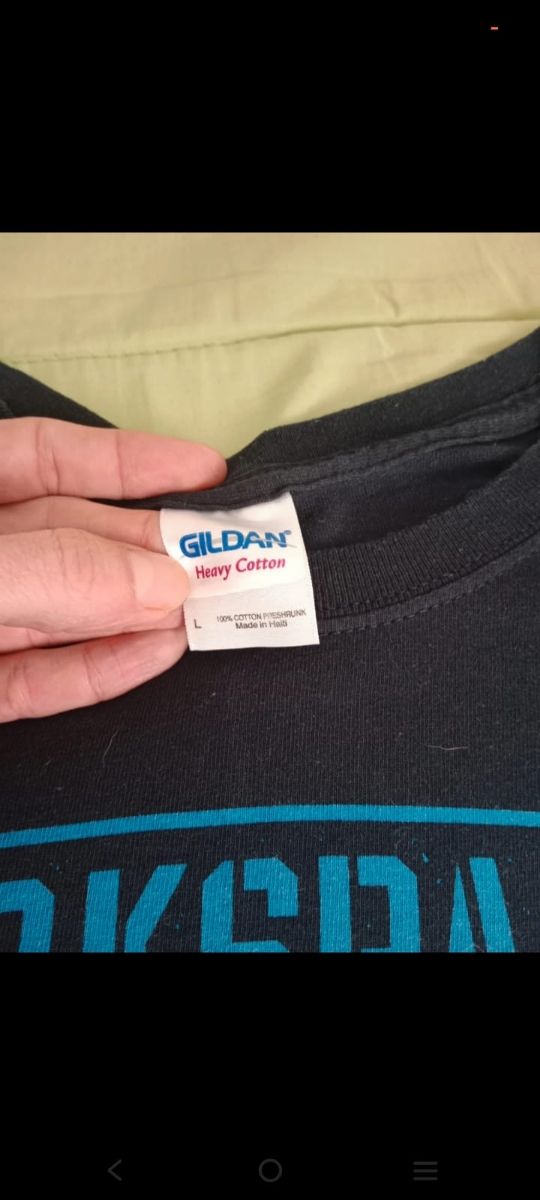 GILDAN®
Heavy Cotton
L
100% COTTON PRESHRUNK
Made in Haiti